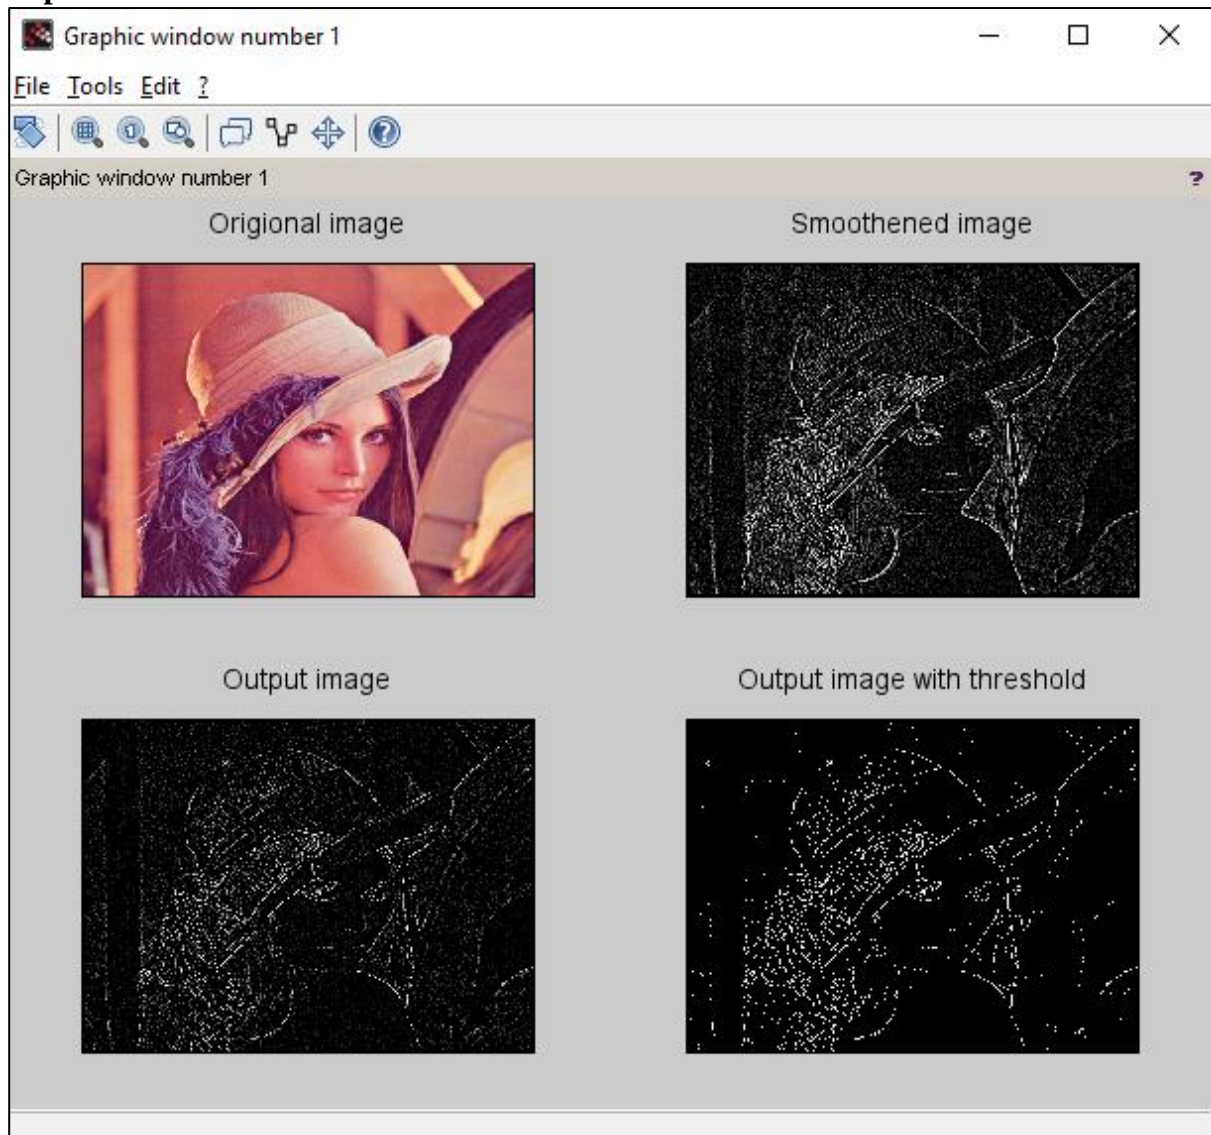 Graphic window number 1
File Tools Edit ?
Graphic window number 1 ?
Origional image
Smoothened image
Output image
Output image with threshold